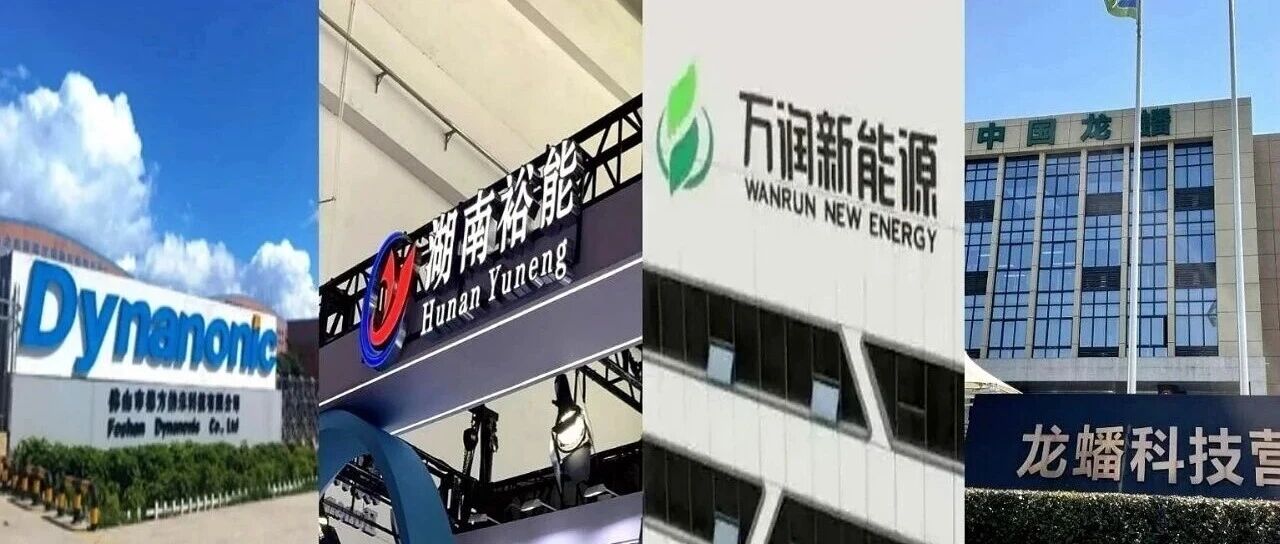 Dynanonic
佛山市德方纳米科技有限公司
Foshan Dynanonic Co., Ltd
湖南裕能
Hunan Yuneng
万润新能源
WANRUN NEW ENERGY
中国龙蟠
龙蟠科技营